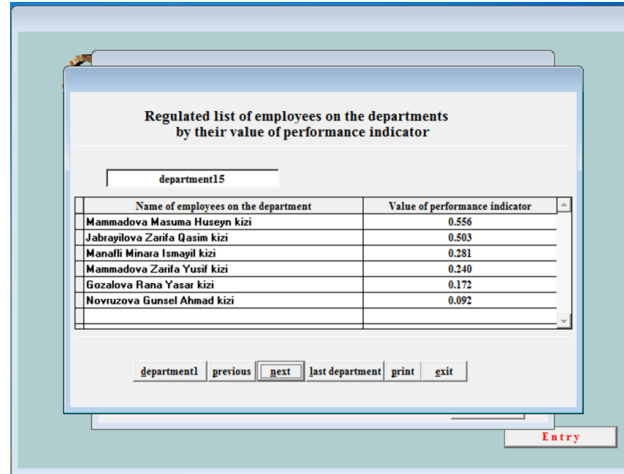 Regulated list of employees on the departments
by their value of performance indicator
department15
Name of employees on the department Value of performance indicator
Mammadova Masuma Huseyn kizi 0.556
Jabrayilova Zarifa Qasim kizi 0.503
Manafli Minara Ismayil kizi 0.281
Mammadova Zarifa Yusif kizi 0.240
Gozalova Rana Yasar kizi 0.172
Novruzova Gunsel Ahmad kizi 0.092
department1 previous next last department print exit
Entry